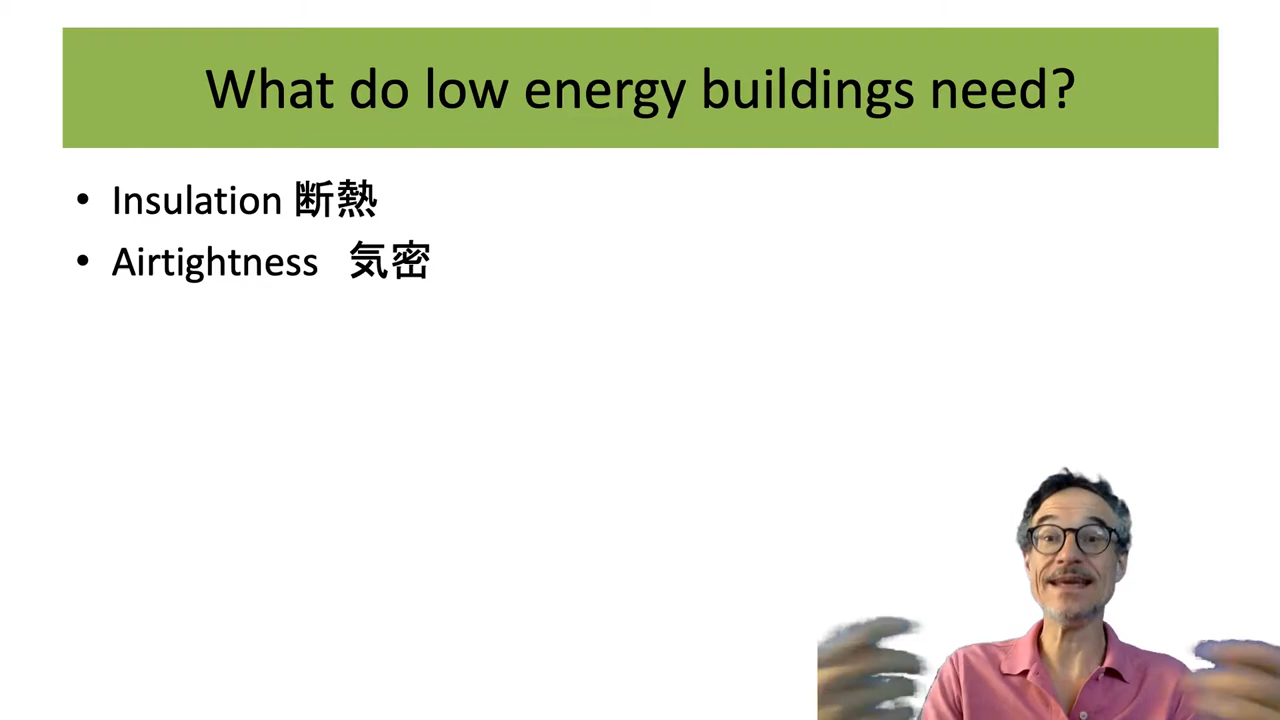 What do low energy buildings need?
• Insulation 断熱
• Airtightness 気密